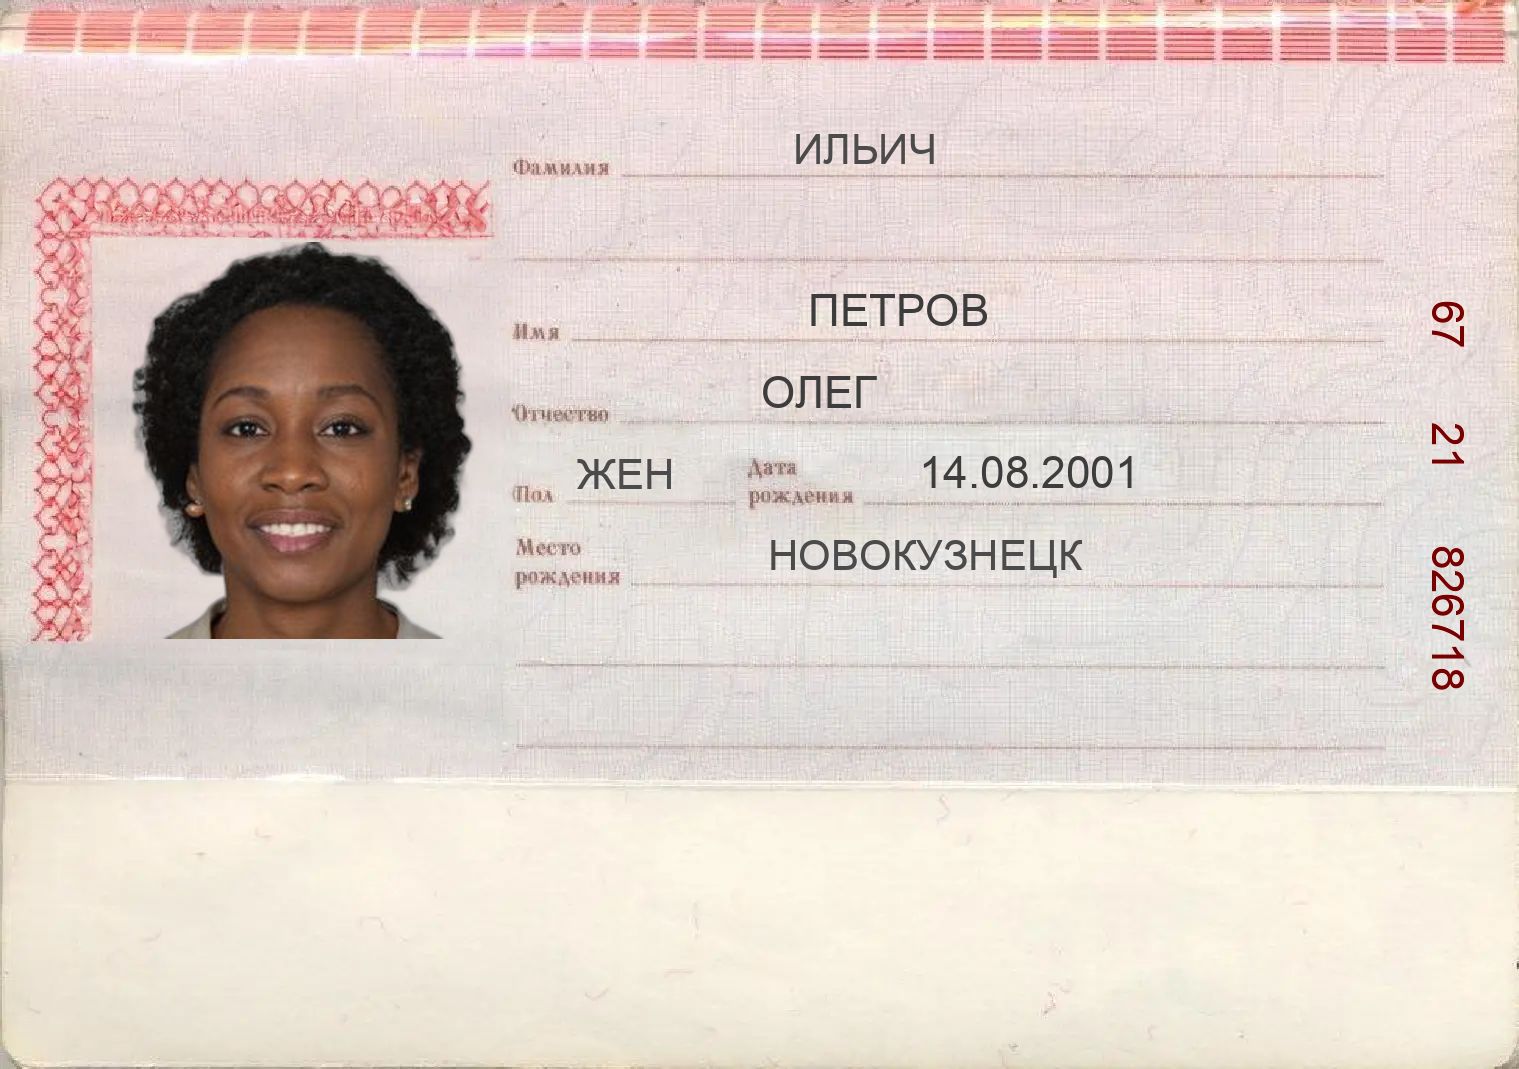 Фамилия ИЛЬИЧ
Имя ПЕТРОВ
Отчество ОЛЕГ
Пол ЖЕН Дата рождения 14.08.2001
Место рождения НОВОКУЗНЕЦК
67 21 826718